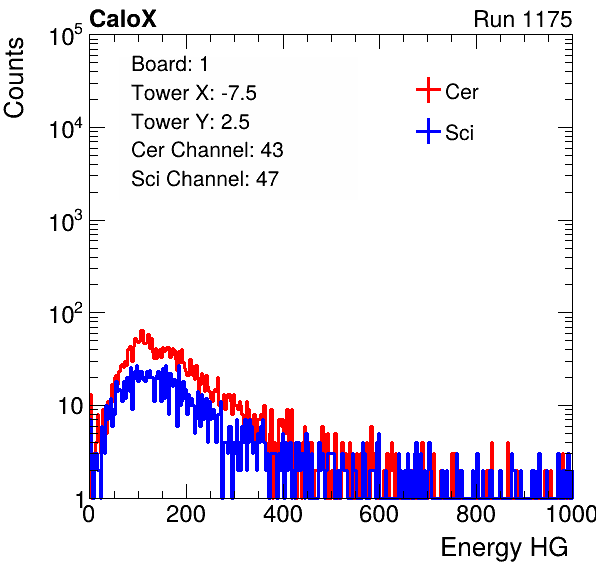 CaloX Run 1175
Counts
10^5
10^4
10^3
10^2
10
1
Board: 1
Tower X: -7.5
Tower Y: 2.5
Cer Channel: 43
Sci Channel: 47
Cer
Sci
0 200 400 600 800 1000
Energy HG